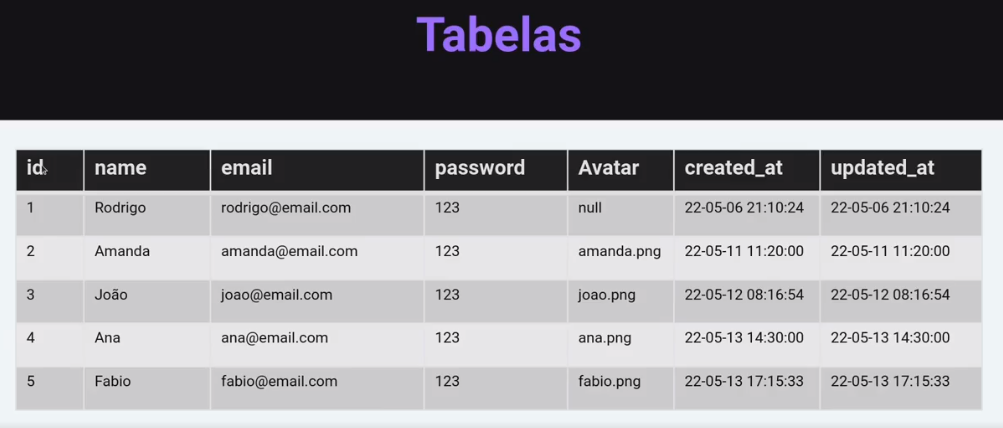 Tabelas
id name email password Avatar created_at updated_at
1 Rodrigo rodrigo@email.com 123 null 22-05-06 21:10:24 22-05-06 21:10:24
2 Amanda amanda@email.com 123 amanda.png 22-05-11 11:20:00 22-05-11 11:20:00
3 João joao@email.com 123 joao.png 22-05-12 08:16:54 22-05-12 08:16:54
4 Ana ana@email.com 123 ana.png 22-05-13 14:30:00 22-05-13 14:30:00
5 Fabio fabio@email.com 123 fabio.png 22-05-13 17:15:33 22-05-13 17:15:33